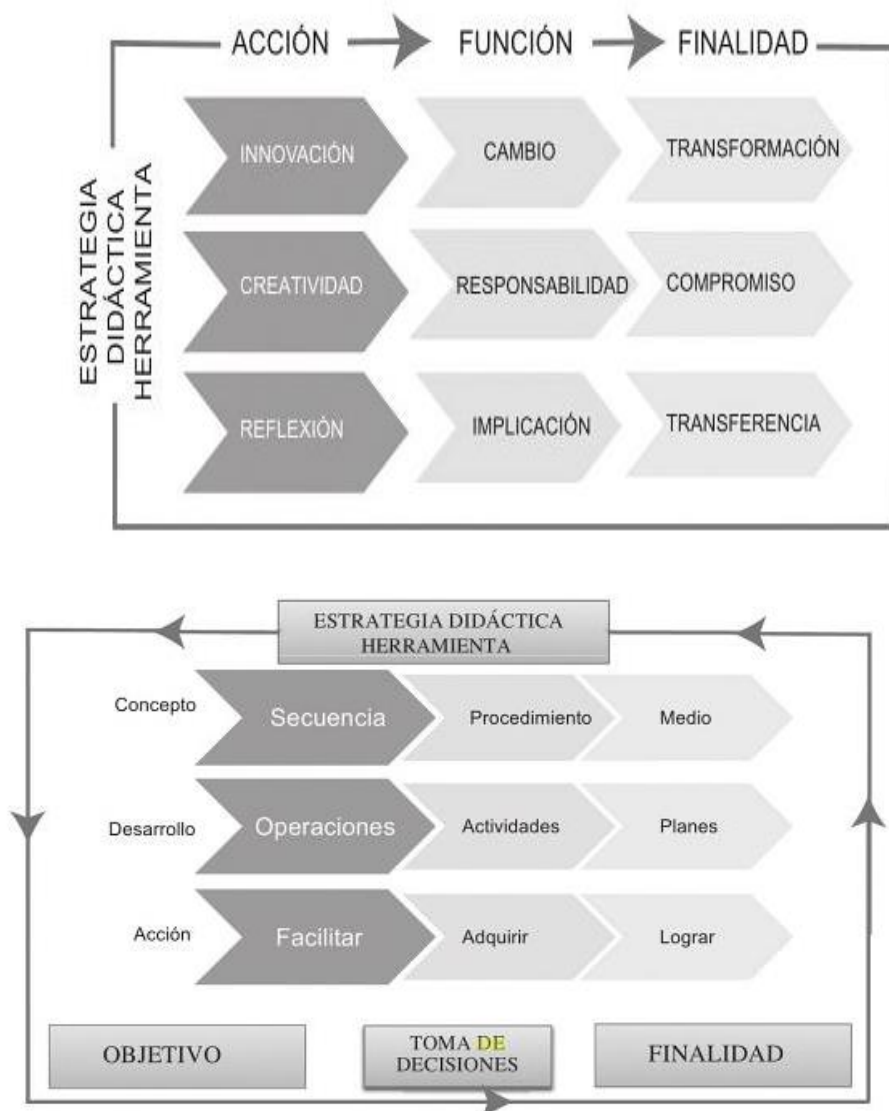 ACCIÓN FUNCIÓN FINALIDAD
ESTRATEGIA
DIDÁCTICA
HERRAMIENTA
INNOVACIÓN CAMBIO TRANSFORMACIÓN
CREATIVIDAD RESPONSABILIDAD COMPROMISO
REFLEXIÓN IMPLICACIÓN TRANSFERENCIA
ESTRATEGIA DIDÁCTICA
HERRAMIENTA
Concepto Secuencia Procedimiento Medio
Desarrollo Operaciones Actividades Planes
Acción Facilitar Adquirir Lograr
OBJETIVO
TOMA DE
DECISIONES
FINALIDAD